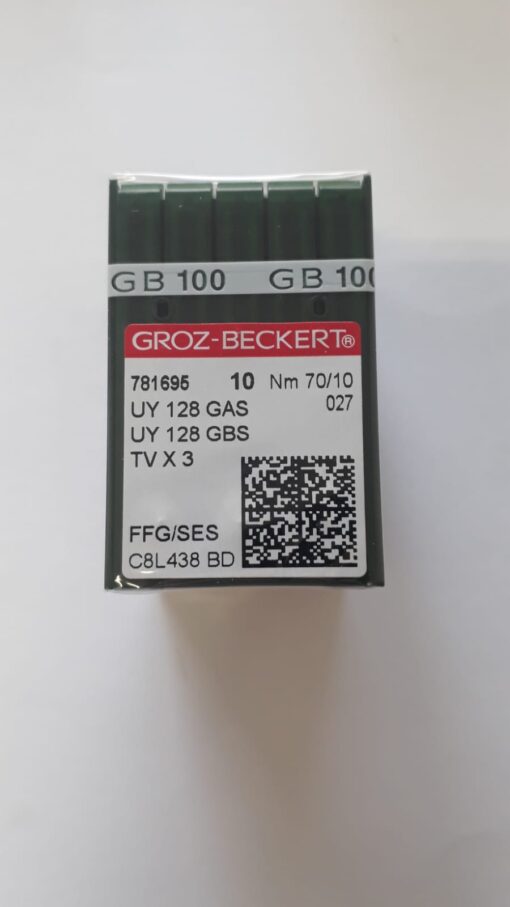 GB 100 GB 100
GROZ-BECKERT®
781695 10 Nm 70/10
UY 128 GAS 027
UY 128 GBS
TV X 3
FFG/SES
C8L438 BD